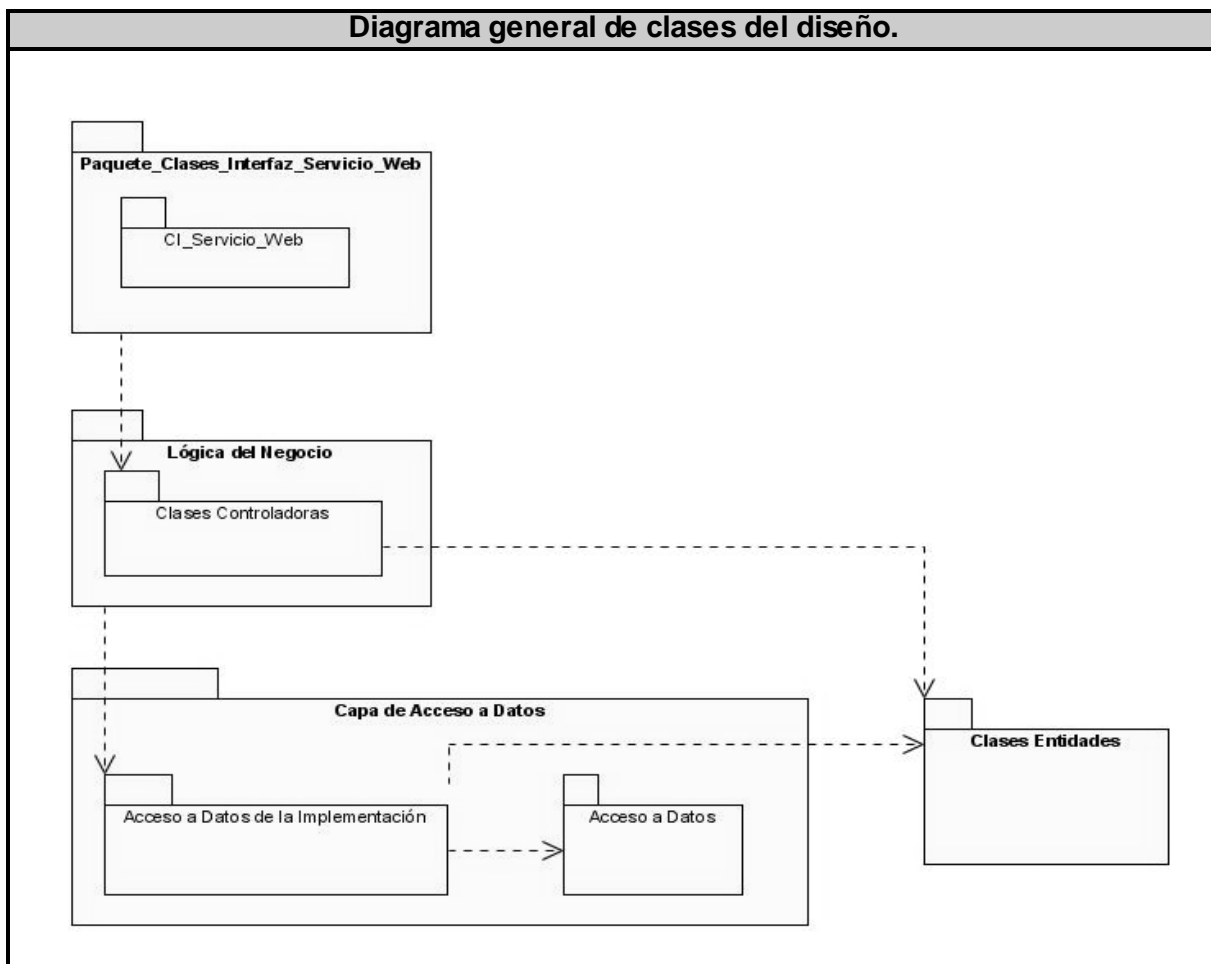 Diagrama general de clases del diseño.
Paquete_Clases_Interfaz_Servicio_Web
CI_Servicio_Web
Lógica del Negocio
Clases Controladoras
Capa de Acceso a Datos
Clases Entidades
Acceso a Datos de la Implementación
Acceso a Datos